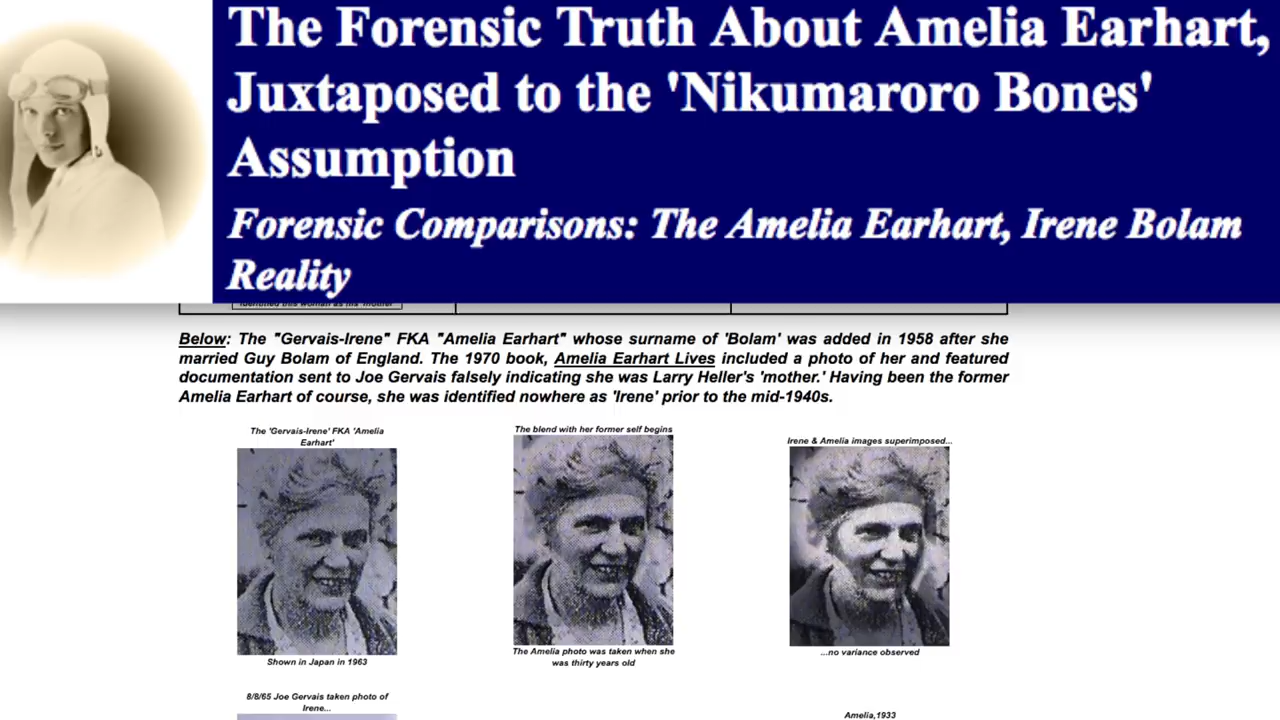 The Forensic Truth About Amelia Earhart,
Juxtaposed to the 'Nikumaroro Bones'
Assumption
Forensic Comparisons: The Amelia Earhart, Irene Bolam
Reality
identified this woman as his 'mother'
Below: The "Gervais-Irene" FKA "Amelia Earhart" whose surname of 'Bolam' was added in 1958 after she
married Guy Bolam of England. The 1970 book, Amelia Earhart Lives included a photo of her and featured
documentation sent to Joe Gervais falsely indicating she was Larry Heller's 'mother.' Having been the former
Amelia Earhart of course, she was identified nowhere as 'Irene' prior to the mid-1940s.
The 'Gervais-Irene' FKA 'Amelia
Earhart'
The blend with her former self begins
Irene & Amelia images superimposed...
Shown in Japan in 1963
The Amelia photo was taken when she
was thirty years old
...no variance observed
8/8/65 Joe Gervais taken photo of
Irene...
Amelia,1933